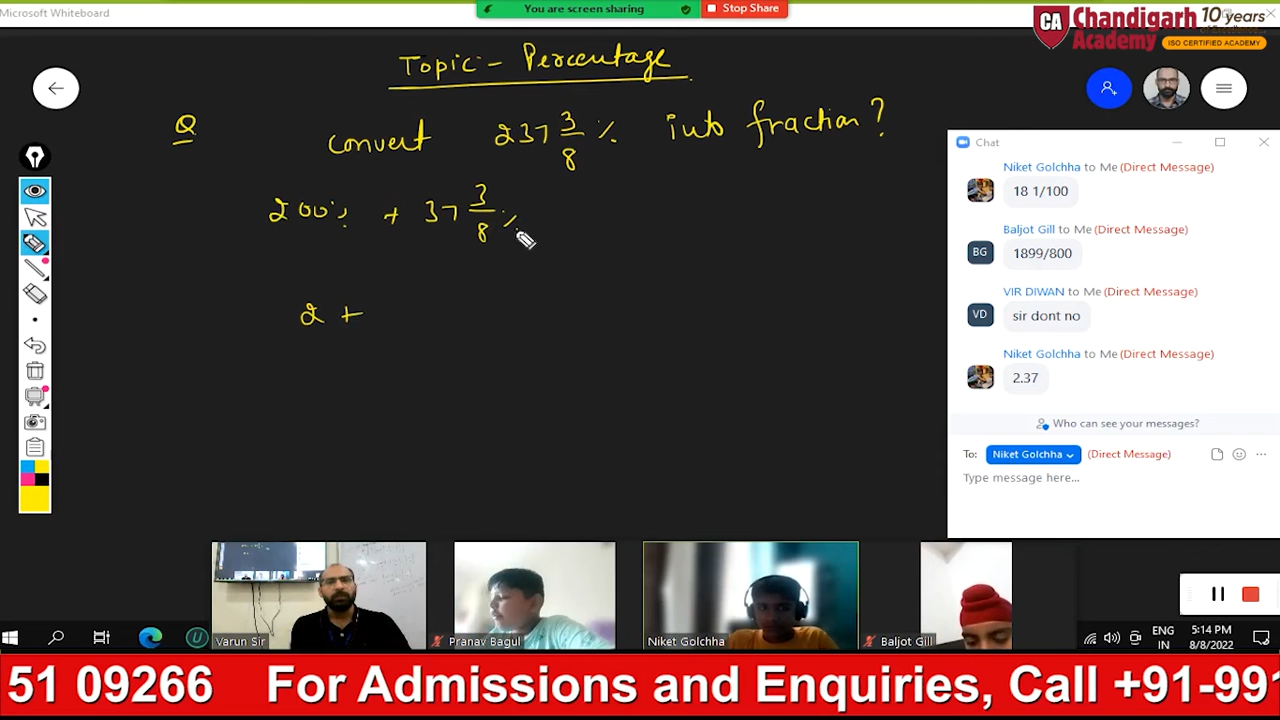 Microsoft Whiteboard
You are screen sharing
Stop Share
CA Chandigarh Academy
10 years
ISO CERTIFIED ACADEMY
Topic - Percentage
Q convert 237 3/8 % into fraction?
200% + 37 3/8 %
2 +
Chat
Niket Golchha to Me (Direct Message)
18 1/100
Baljot Gill to Me (Direct Message)
BG
1899/800
VIR DIWAN to Me (Direct Message)
VD
sir dont no
Niket Golchha to Me (Direct Message)
2.37
Who can see your messages?
To: Niket Golchha (Direct Message)
Type message here...
Varun Sir
Pranav Bagul
Niket Golchha
Baljot Gill
ENG
IN
5:14 PM
8/8/2022
51 09266 For Admissions and Enquiries, Call +91-991